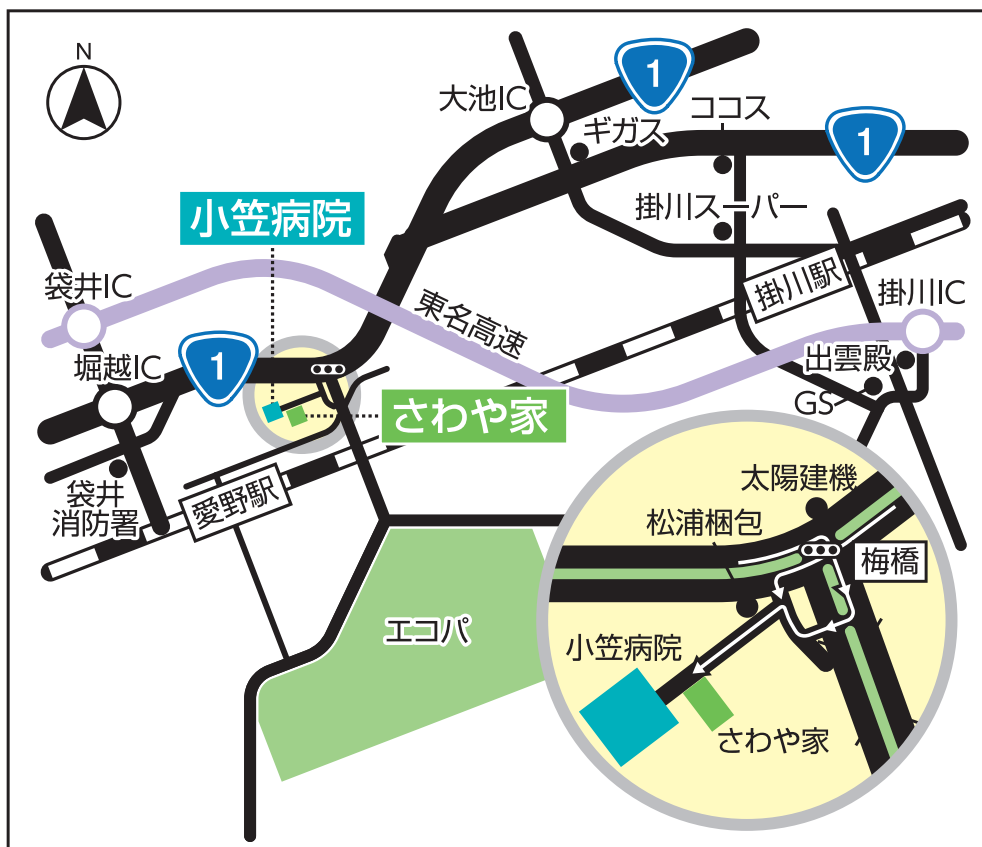 N
1
大池IC
ココス
1
ギガス
小笠病院
掛川スーパー
袋井IC
掛川駅
掛川IC
東名高速
堀越IC
1
出雲殿
GS
さわや家
袋井
消防署
愛野駅
太陽建機
松浦梱包
梅橋
エコパ
小笠病院
さわや家